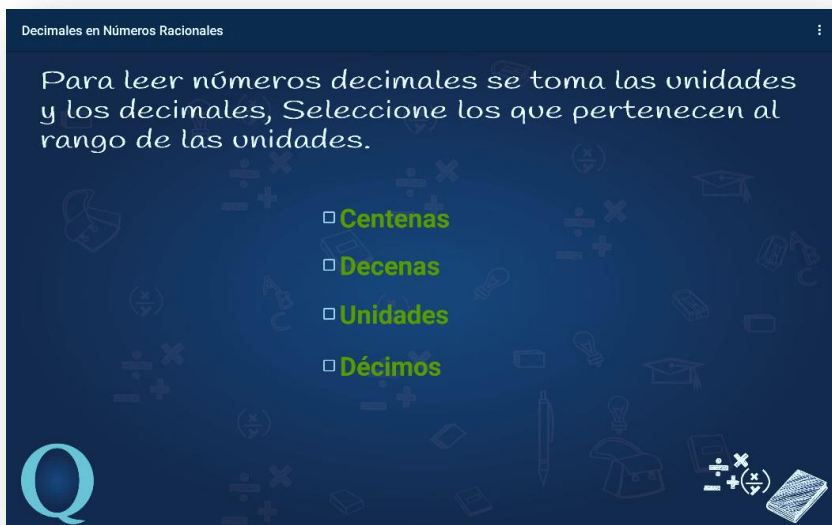 Decimales en Números Racionales
Para leer números decimales se toma las unidades
y los decimales, Seleccione los que pertenecen al
rango de las unidades.
Centenas
Decenas
Unidades
Décimos
Q